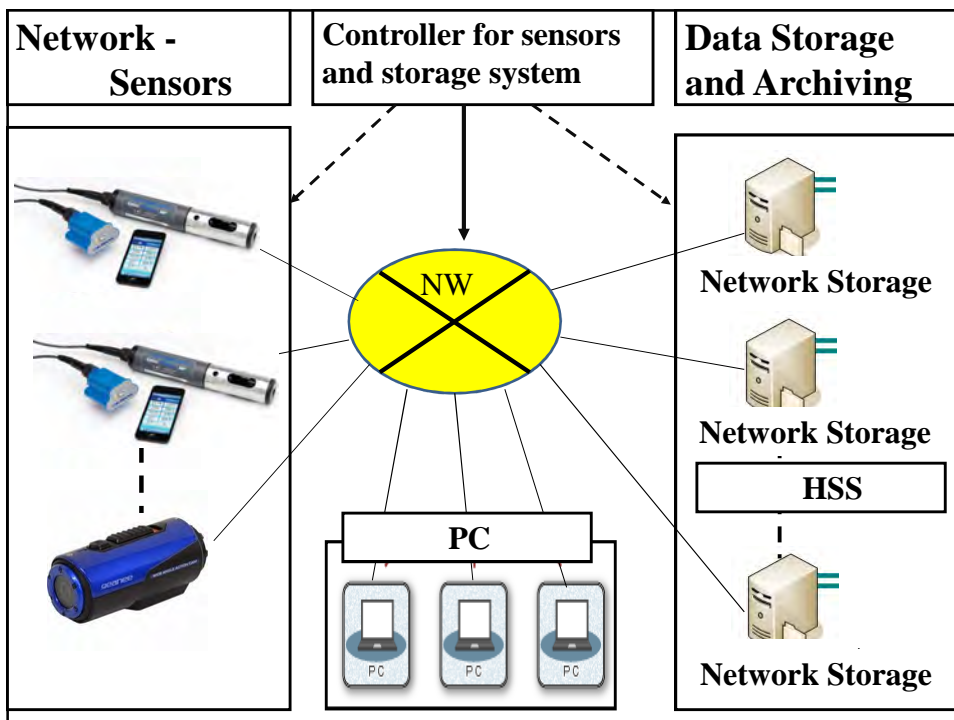 Network -
Sensors
Controller for sensors
and storage system
Data Storage
and Archiving
NW
Network Storage
Network Storage
HSS
Network Storage
PC
PC
PC
PC